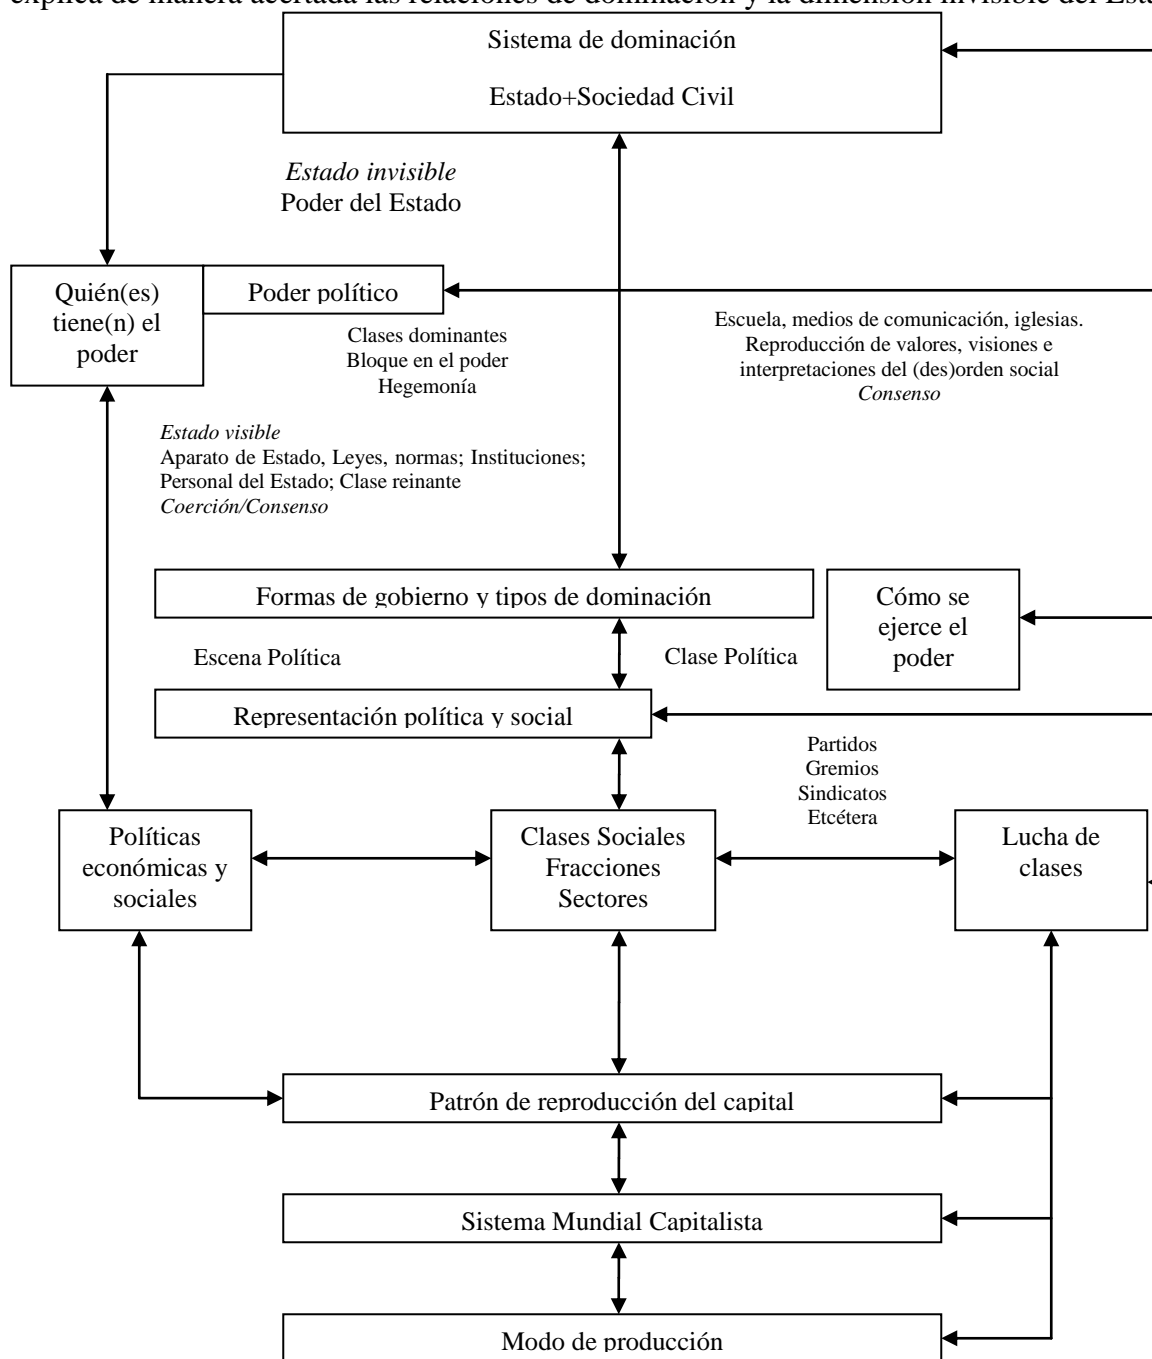 explica de manera acertada las relaciones de dominación y la dimensión invisible del Esta
Sistema de dominación
Estado+Sociedad Civil
Estado invisible
Poder del Estado
Quién(es)
tiene(n) el
poder
Poder político
Clases dominantes
Bloque en el poder
Hegemonía
Escuela, medios de comunicación, iglesias.
Reproducción de valores, visiones e
interpretaciones del (des)orden social
Consenso
Estado visible
Aparato de Estado, Leyes, normas; Instituciones;
Personal del Estado; Clase reinante
Coerción/Consenso
Formas de gobierno y tipos de dominación
Cómo se
ejerce el
poder
Escena Política
Clase Política
Representación política y social
Partidos
Gremios
Sindicatos
Etcétera
Políticas
económicas y
sociales
Clases Sociales
Fracciones
Sectores
Lucha de
clases
Patrón de reproducción del capital
Sistema Mundial Capitalista
Modo de producción